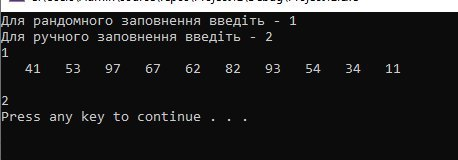 Для рандомного заповнення введіть - 1
Для ручного заповнення введіть - 2
1
41 53 97 67 62 82 93 54 34 11
2
Press any key to continue . . .